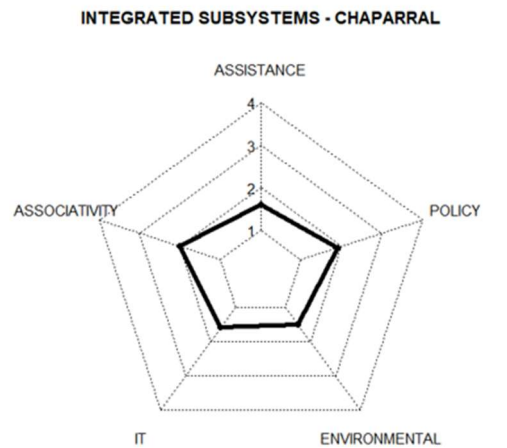 INTEGRATED SUBSYSTEMS - CHAPARRAL
ASSISTANCE
4
3
2
1
ASSOCIATIVITY
POLICY
IT
ENVIRONMENTAL